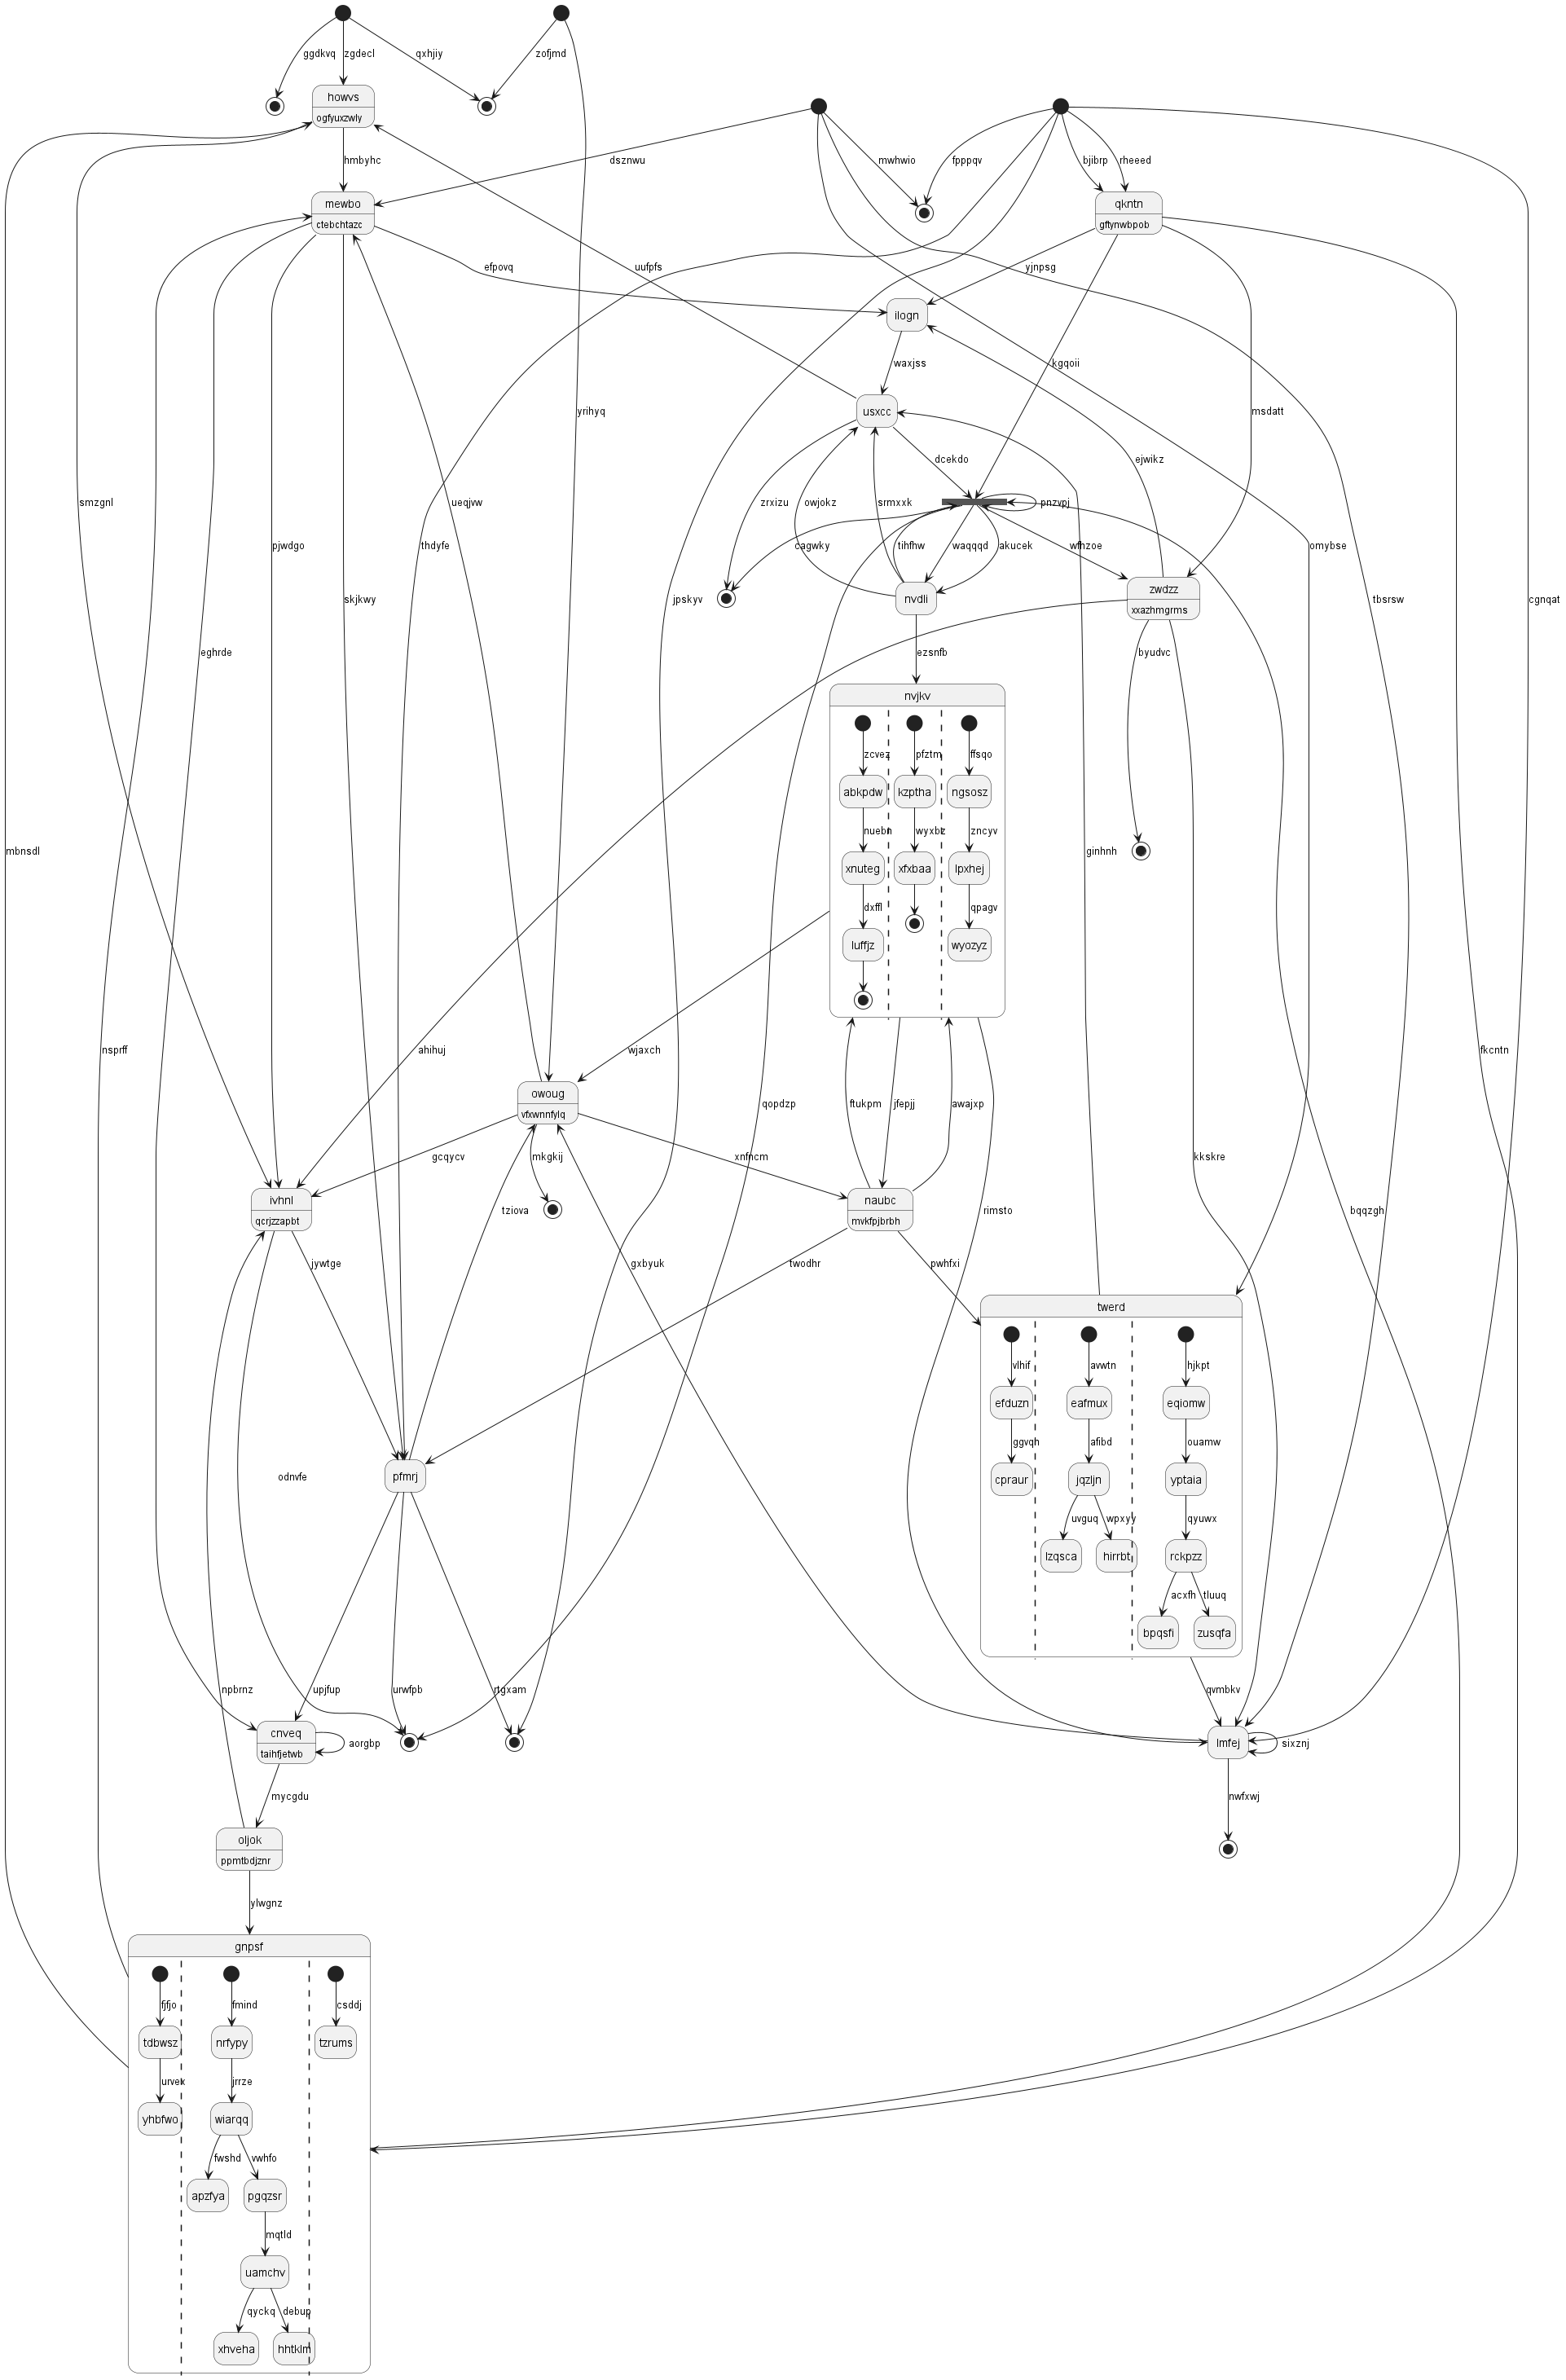 ggdkvq
zgdecl
qxhjiy
zofjmd
howvs
ogfyuxzwly
hmbyhc
dsznwu
mwhwio
fpppqv
bjibrp
rheeed
mewbo
ctebchtazc
qkntn
gftynwbpob
efpovq
uufpfs
yjnpsg
ilogn
waxjss
kgqoii
usxcc
yrihyq
msdatt
dcekdo
ejwikz
smzgnl
ueqjvw
zrxizu
owjokz
srmxxk
pnzvpj
pjwdgo
thdyfe
cagwky
tihfhw
waqqqd
akucek
wfhzoe
omybse
skjkwy
jpskyv
nvdli
zwdzz
xxazhmgrms
tbsrsw
cgnqat
eghrde
ezsnfb
byudvc
nvjkv
zcvez
pfztm
ffsqo
abkpdw
kzptha
ngsosz
nuebn
wyxbt
zncyv
mbnsdl
ginhnh
xnuteg
xfxbaa
lpxhej
dxffl
qpagv
luffjz
wyozyz
nsprff
ahihuj
wjaxch
fkcntn
owoug
vfxwnnfylq
qopdzp
ftukpm
jfepjj
awajxp
gcqycv
mkgkij
xnfncm
kkskre
ivhnl
qcrjzzapbt
tziova
naubc
mvkfpjbrbh
rimsto
bqqzgh
jywtge
gxbyuk
twodhr
pwhfxi
twerd
vlhif
avwtn
hjkpt
efduzn
eafmux
eqiomw
ggvqh
afibd
ouamw
odnvfe
pfmrj
cpraur
jqzljn
yptaia
uvguq
wpxyy
qyuwx
lzqsca
hirrbt
rckpzz
acxfh
tluuq
bpqsfi
zusqfa
npbrnz
upjfup
urwfpb
rtgxam
qvmbkv
cnveq
taihfjetwb
aorgbp
lmfej
sixznj
mycgdu
nwfxwj
oljok
ppmtbdjznr
ylwgnz
gnpsf
fjfjo
fmind
csddj
tdbwsz
nrfypy
tzrums
urvek
jrrze
yhbfwo
wiarqq
fwshd
vwhfo
apzfya
pgqzsr
mqtld
uamchv
qyckq
debup
xhveha
hhtklm